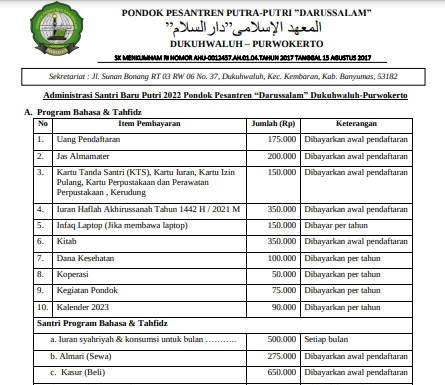 PONDOK PESANTREN PUTRA-PUTRI "DARUSSALAM"
المعهد الإسلامى"دار السلام"
DUKUHWALUH – PURWOKERTO
SK MENKUMHAM RI NOMOR AHU-0012457.AH.01.04.TAHUN 2017 TANGGAL 15 AGUSTUS 2017
Sekretariat : Jl. Sunan Bonang RT 03 RW 06 No. 37, Dukuhwaluh, Kec. Kembaran, Kab. Banyumas, 53182
Administrasi Santri Baru Putri 2022 Pondok Pesantren "Darussalam" Dukuhwaluh-Purwokerto
A. Program Bahasa & Tahfidz
No Item Pembayaran Jumlah (Rp) Keterangan
1. Uang Pendaftaran 175.000 Dibayarkan awal pendaftaran
2. Jas Almamater 200.000 Dibayarkan awal pendaftaran
3. Kartu Tanda Santri (KTS), Kartu Iuran, Kartu Izin 150.000 Dibayarkan awal pendaftaran
Pulang, Kartu Perpustakaan dan Perawatan
Perpustakaan , Kerudung
4. Iuran Haflah Akhirussanah Tahun 1442 H / 2021 M 350.000 Dibayarkan awal pendaftaran
5. Infaq Laptop (Jika membawa laptop) 150.000 Dibayar per tahun
6. Kitab 350.000 Dibayarkan awal pendaftaran
7. Dana Kesehatan 100.000 Dibayarkan per tahun
8. Koperasi 50.000 Dibayarkan per tahun
9. Kegiatan Pondok 75.000 Dibayarkan per tahun
10. Kalender 2023 90.000 Dibayarkan per tahun
Santri Program Bahasa & Tahfidz
a. Iuran syahriyah & konsumsi untuk bulan ……….. 500.000 Setiap bulan
b. Almari (Sewa) 275.000 Dibayarkan awal pendaftaran
c. Kasur (Beli) 650.000 Dibayarkan awal pendaftaran